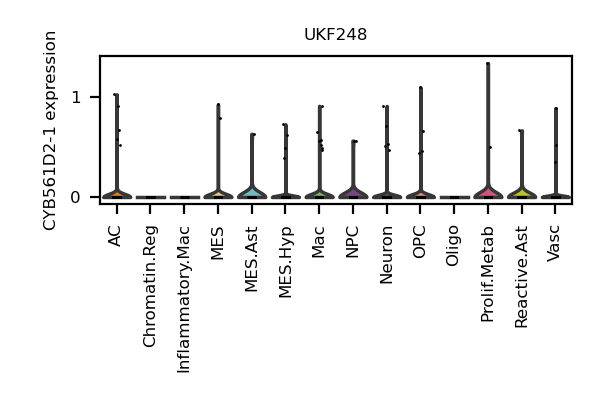 UKF248
CYB561D2-1 expression
1
0
AC
Chromatin.Reg
Inflammatory.Mac
MES
MES.Ast
MES.Hyp
Mac
NPC
Neuron
OPC
Oligo
Prolif.Metab
Reactive.Ast
Vasc